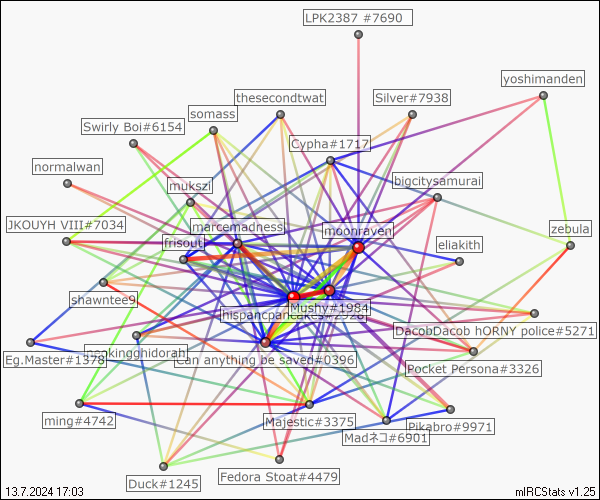 LPK2387 #7690
yoshimanden
thesecondtwat
Silver#7938
somass
Swirly Boi#6154
Cypha#1717
normalwan
mukszi
bigcitysamurai
JKOUYH VIII#7034
marcemadness
moonraven
zebula
frisout
eliakith
shawntee9
Mushy#1984
DacobDacob hORNY police#5271
Eg.Master#1378
Can anything be saved#0396
Pocket Persona#3326
ming#4742
Majestic#3375
Pikabro#9971
Madネコ#6901
Duck#1245
Fedora Stoat#4479
13.7.2024 17:03
mIRCStats v1.25